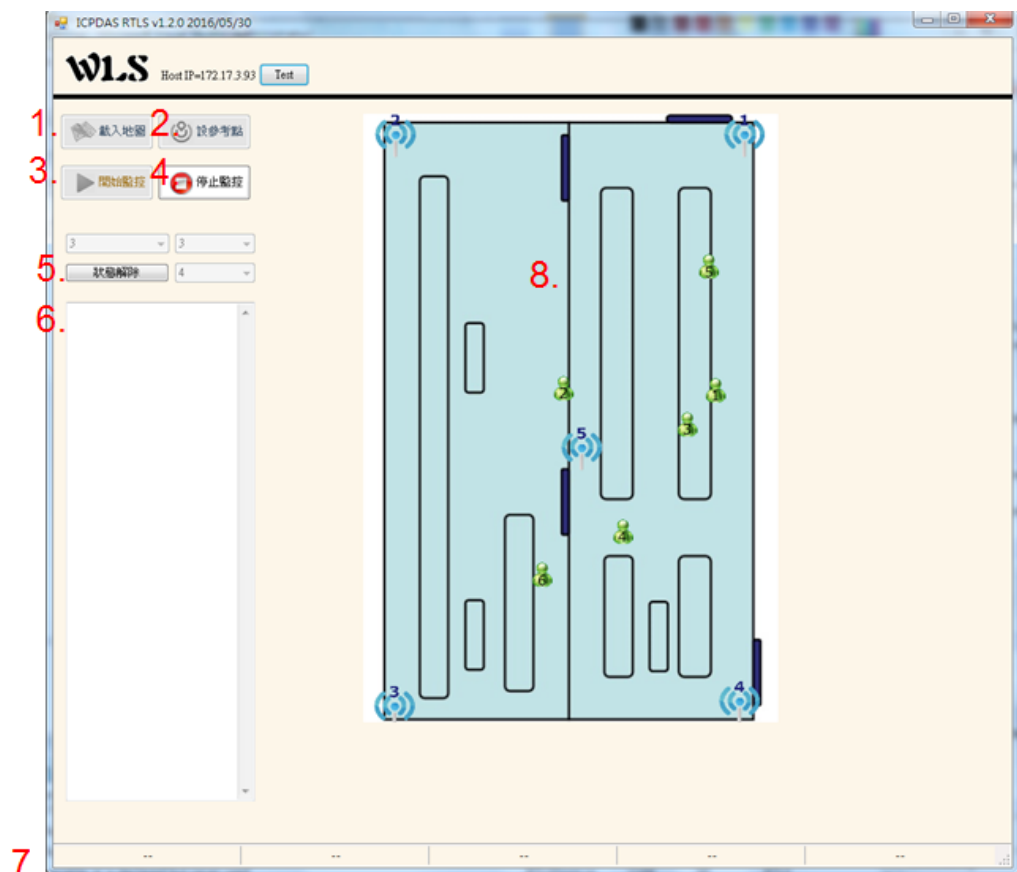 ICPDAS RTLS v1.2.0 2016/05/30
WLS Host IP=172.17.3.93 Test
1. 載入地圖 2. 設參考點
3. 開始監控 4. 停止監控
3 3
5. 狀態解除 4
6.
7
8.
2 1
5
2 1
3
5
4
6
3 4
-- -- -- -- --